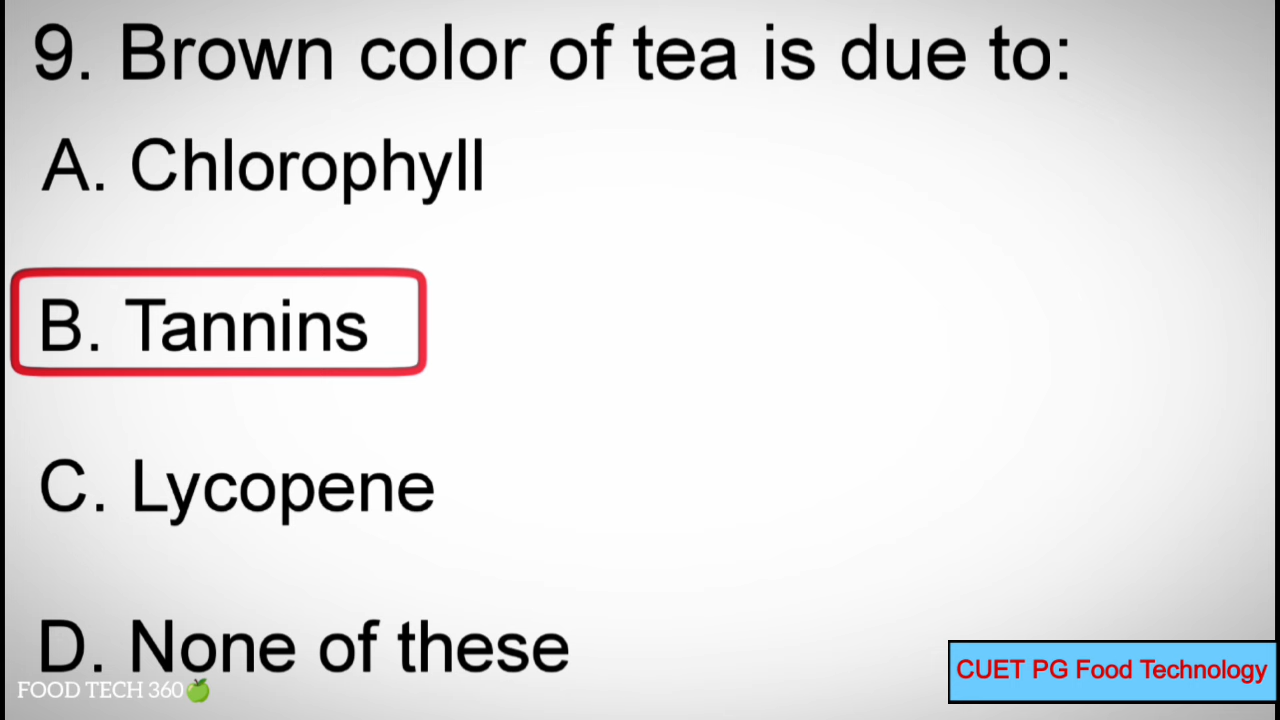 9. Brown color of tea is due to:
A. Chlorophyll
B. Tannins
C. Lycopene
D. None of these
FOOD TECH 360🍏
CUET PG Food Technology